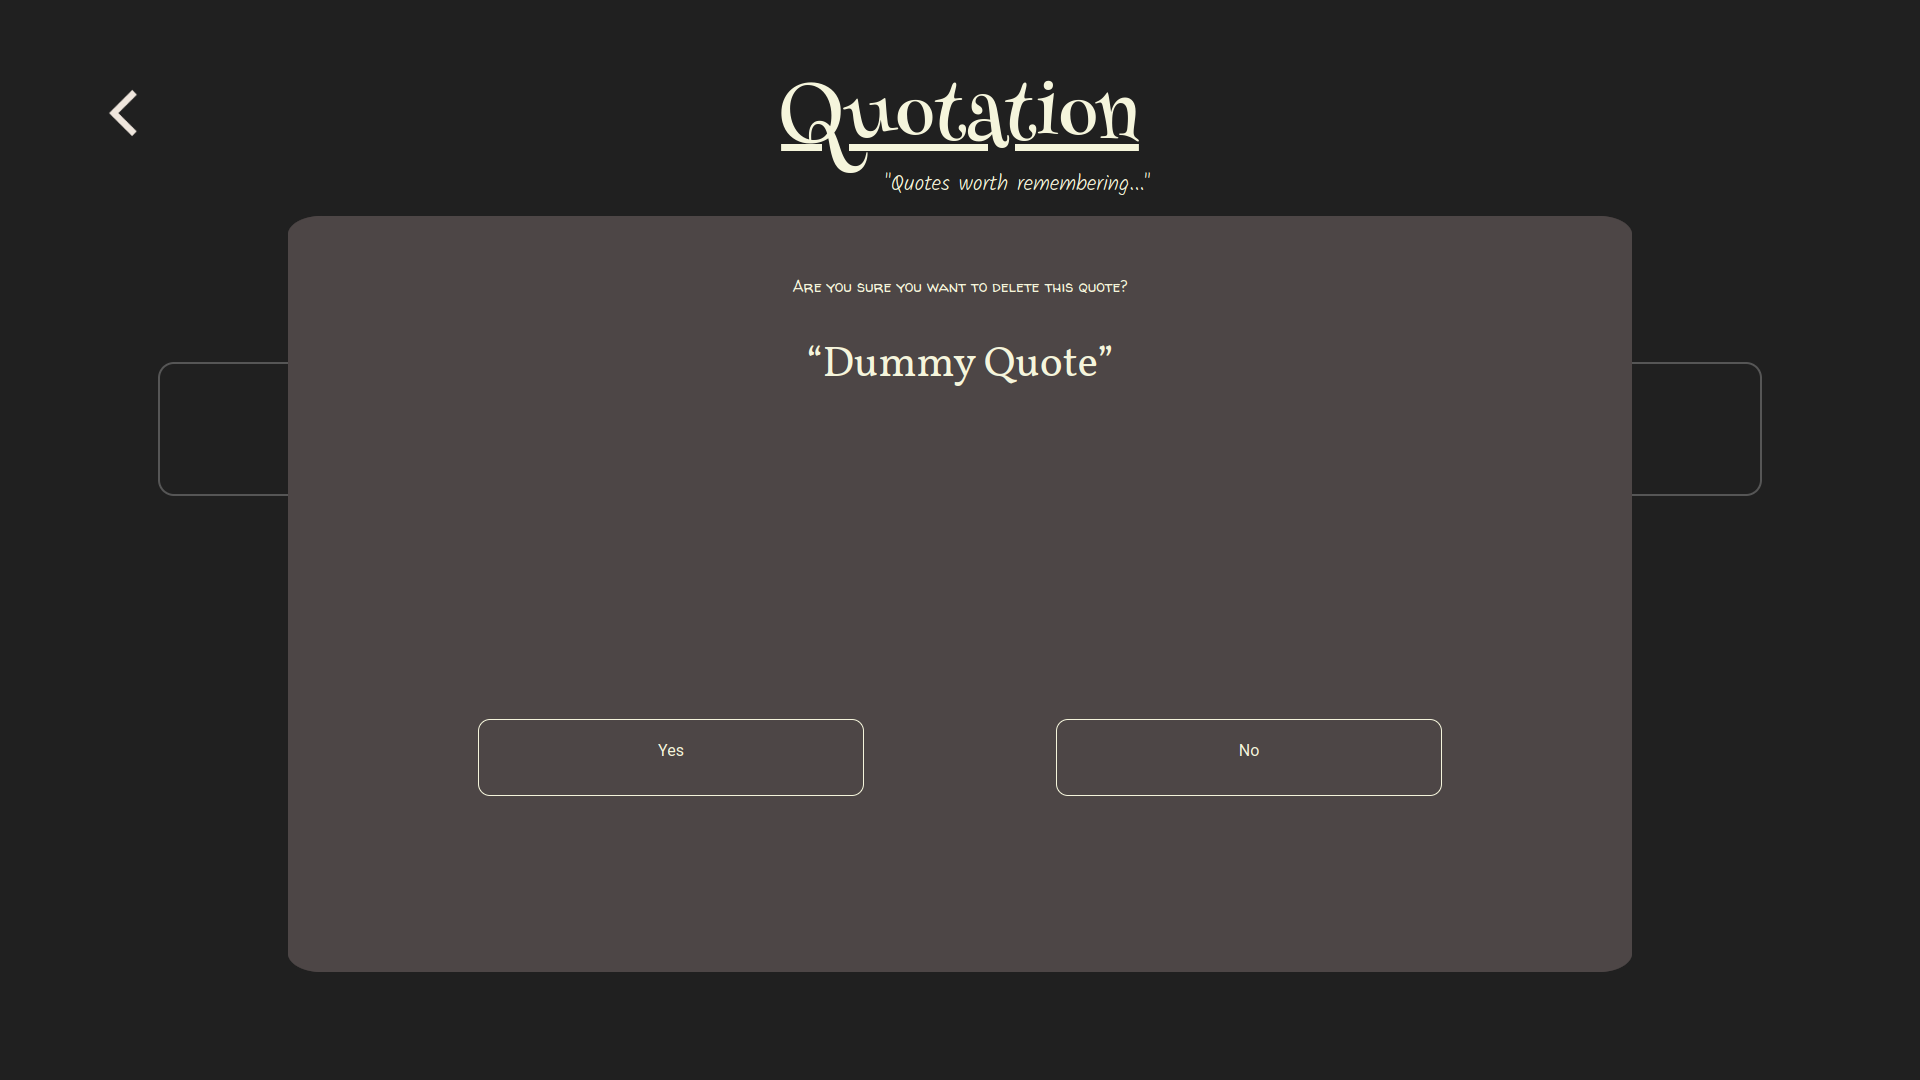 Quotation
"Quotes worth remembering..."
Are you sure you want to delete this quote?
“Dummy Quote”
Yes
No